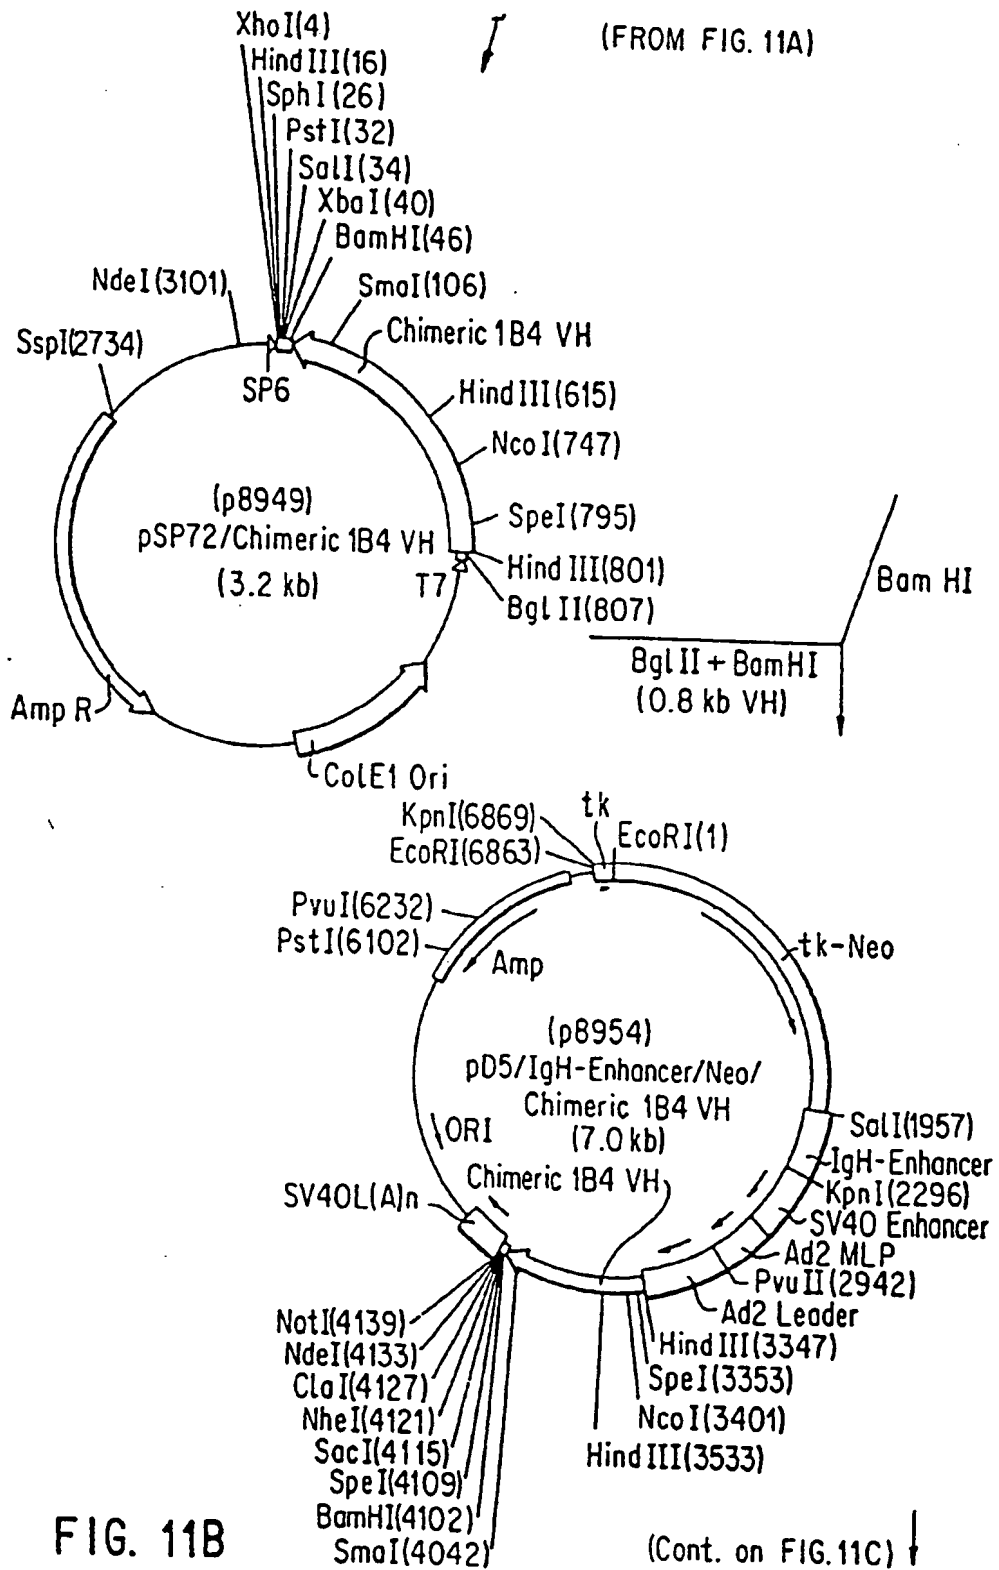 (FROM FIG. 11A)
XhoI(4)
HindIII(16)
SphI(26)
PstI(32)
SalI(34)
XbaI(40)
BamHI(46)
SmaI(106)
Chimeric 1B4 VH
HindIII(615)
NcoI(747)
SpeI(795)
HindIII(801)
BglII(807)
NdeI(3101)
SspI(2734)
SP6
(p8949)
pSP72/Chimeric 1B4 VH
(3.2 kb)
T7
Amp R
ColE1 Ori
Bam HI
BglII + BamHI
(0.8 kb VH)
KpnI(6869)
EcoRI(6863)
tk
EcoRI(1)
PvuI(6232)
PstI(6102)
Amp
tk-Neo
(p8954)
pD5/IgH-Enhancer/Neo/
Chimeric 1B4 VH
(7.0 kb)
ORI
Chimeric 1B4 VH
SV40L(A)n
SalI(1957)
IgH-Enhancer
KpnI(2296)
SV40 Enhancer
Ad2 MLP
PvuII(2942)
Ad2 Leader
HindIII(3347)
SpeI(3353)
NcoI(3401)
HindIII(3533)
NotI(4139)
NdeI(4133)
ClaI(4127)
NheI(4121)
SacI(4115)
SpeI(4109)
BamHI(4102)
SmaI(4042)
FIG. 11B
(Cont. on FIG. 11C)